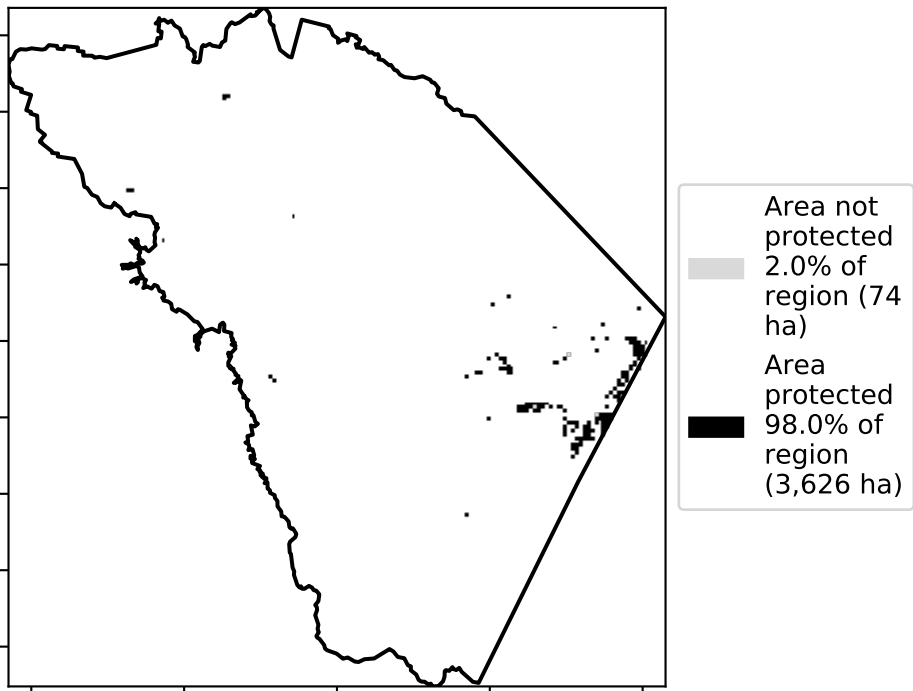 Area not
protected
2.0% of
region (74
ha)
Area
protected
98.0% of
region
(3,626 ha)